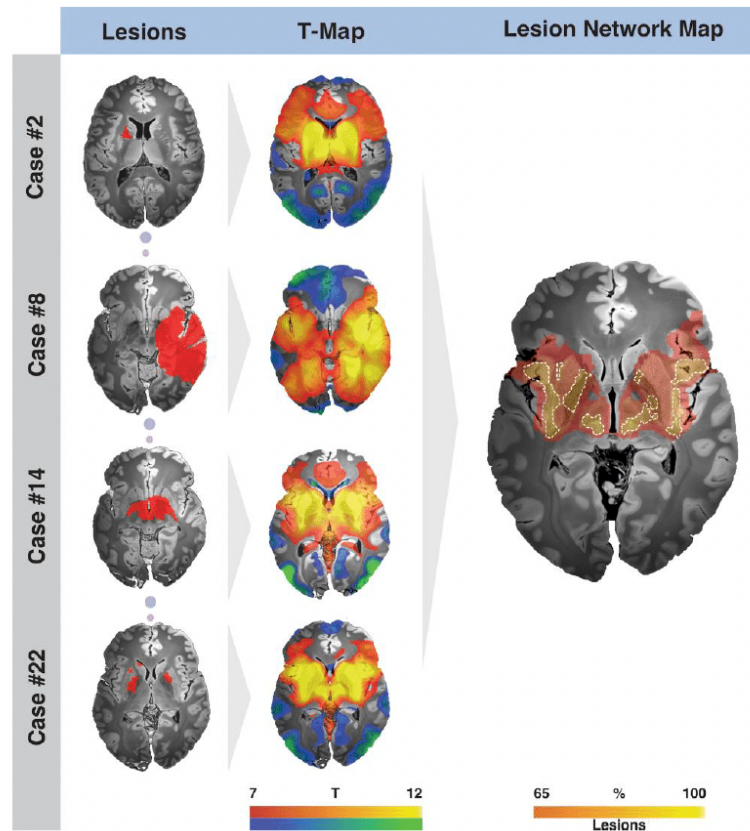 Lesions T-Map Lesion Network Map
Case #2
Case #8
Case #14
Case #22
7 T 12
65 % 100
Lesions